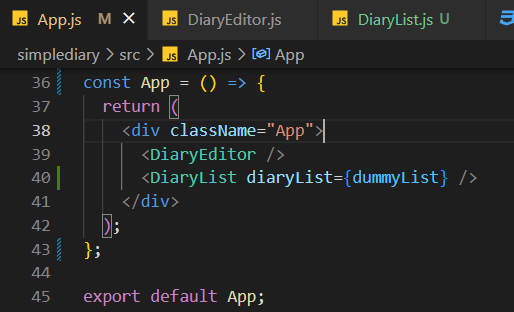 JS App.js M × JS DiaryEditor.js JS DiaryList.js U
simplediary > src > JS App.js > App
36 const App = () => {
37 return (
38 <div className="App">
39 <DiaryEditor />
40 <DiaryList diaryList={dummyList} />
41 </div>
42 );
43 };
44
45 export default App;